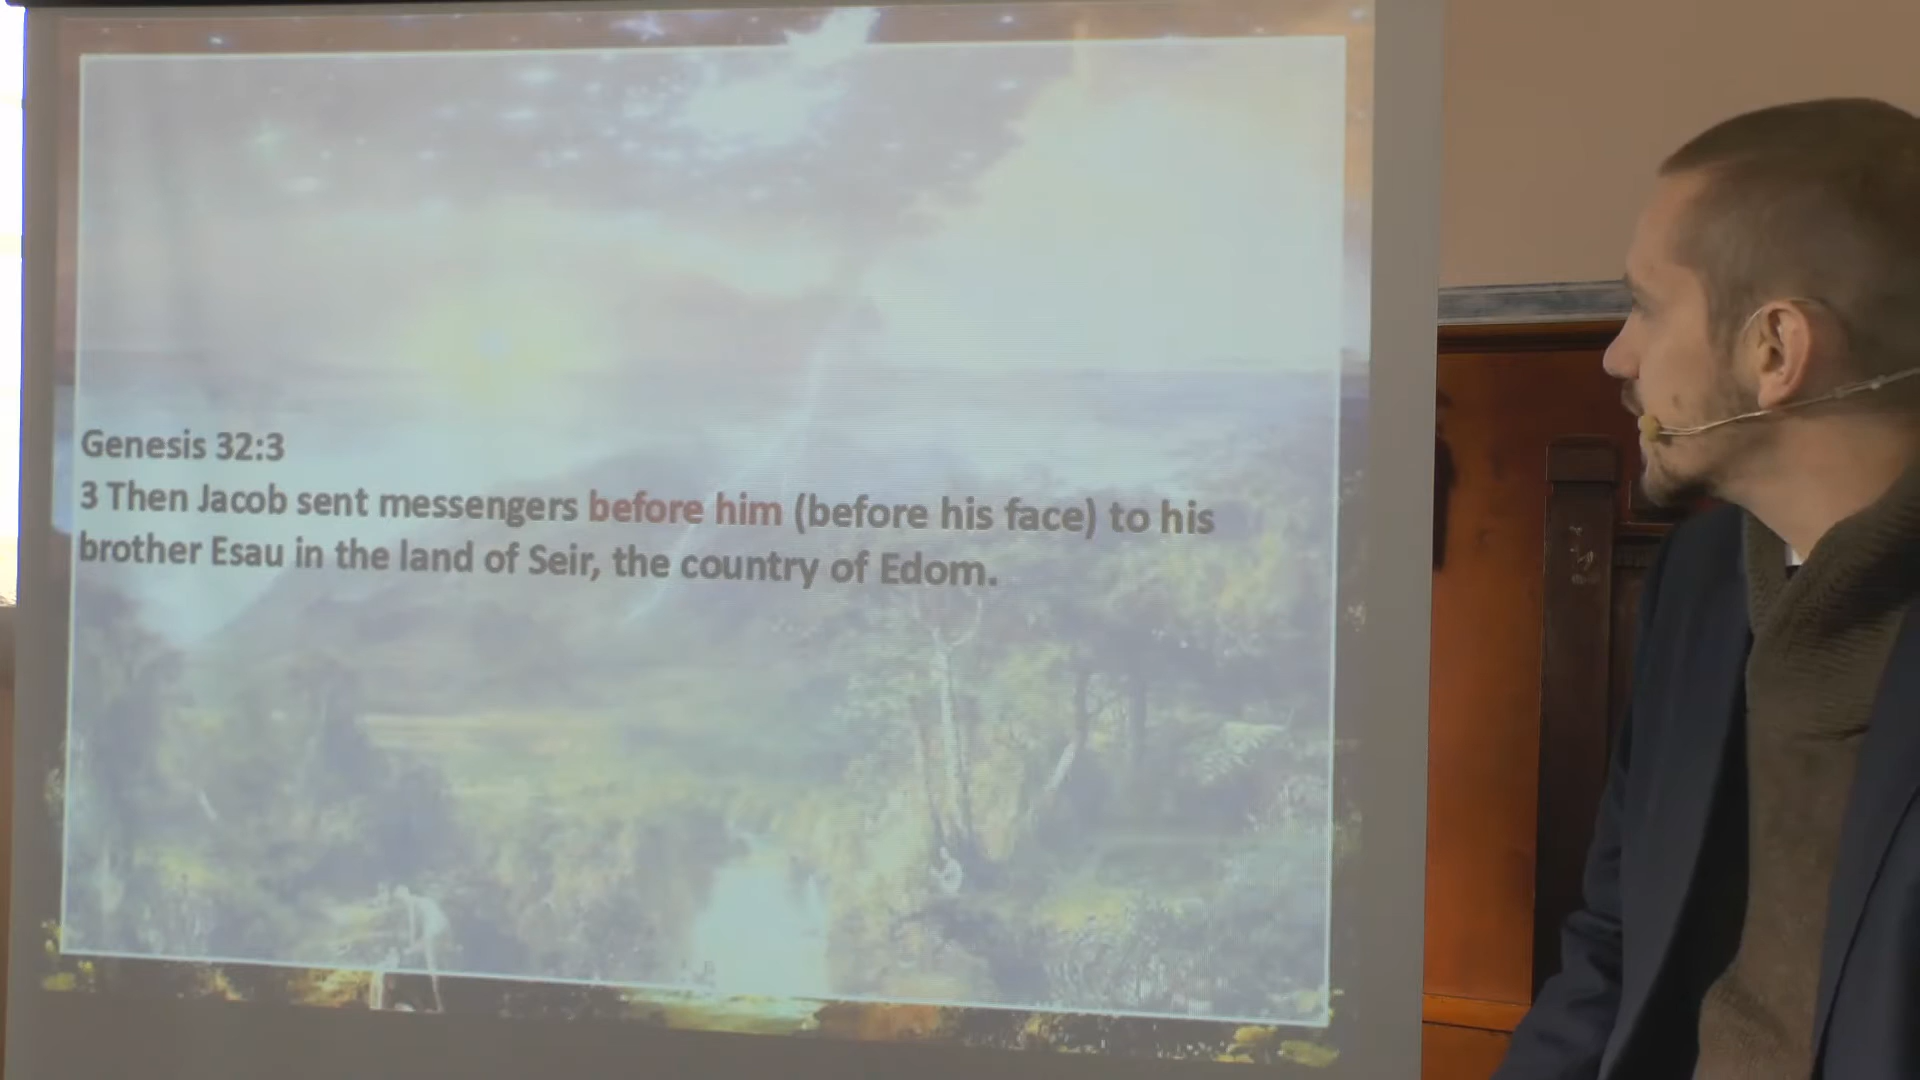 Genesis 32:3
3 Then Jacob sent messengers before him (before his face) to his
brother Esau in the land of Seir, the country of Edom.